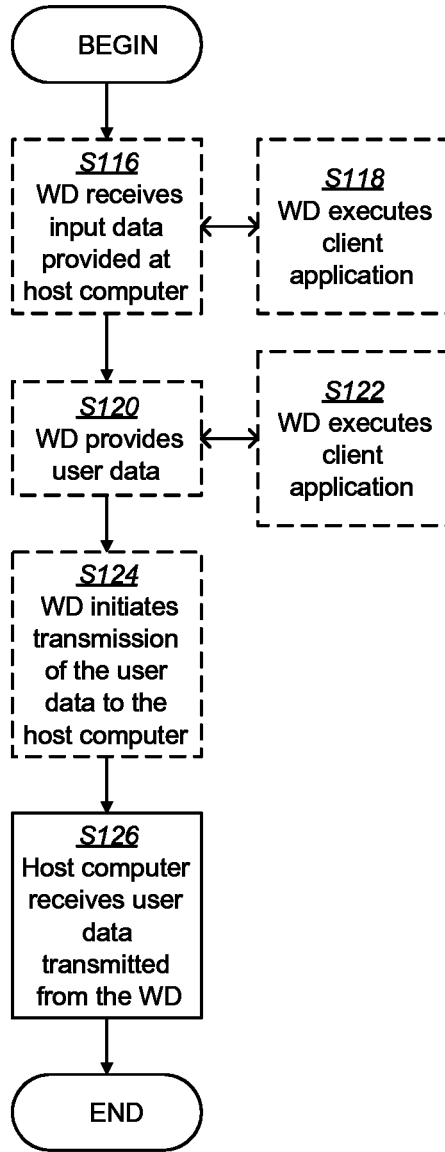 BEGIN
S116
WD receives
input data
provided at
host computer
S118
WD executes
client
application
S120
WD provides
user data
S122
WD executes
client
application
S124
WD initiates
transmission
of the user
data to the
host computer
S126
Host computer
receives user
data
transmitted
from the WD
END